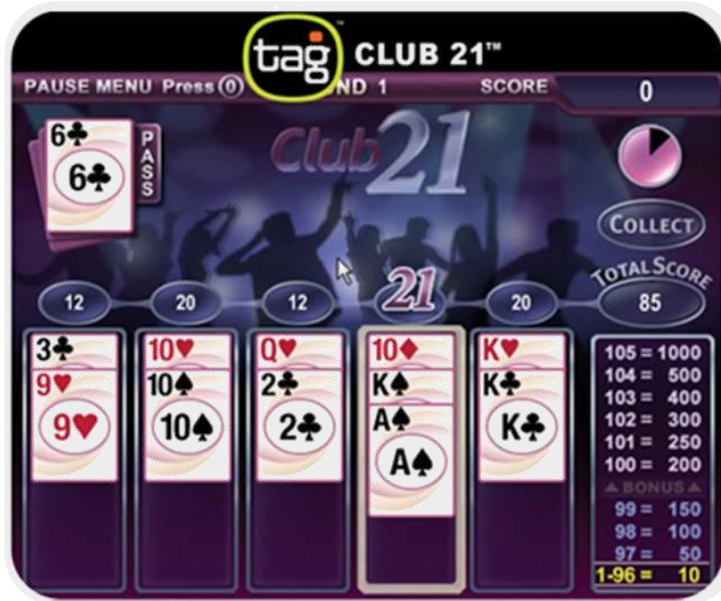 tag™ CLUB 21™
PAUSE MENU Press 0 ND 1 SCORE 0
6♣
6♣
PASS
Club 21
COLLECT
TOTAL SCORE
12 20 12 21 20 85
3♣ 10♥ Q♥ 10♦ K♥
9♥ 10♠ 2♣ K♠ K♣
A♠
9♥ 10♠ 2♣ A♠ K♣
105 = 1000
104 = 500
103 = 400
102 = 300
101 = 250
100 = 200
▲ BONUS ▲
99 = 150
98 = 100
97 = 50
1-96 = 10